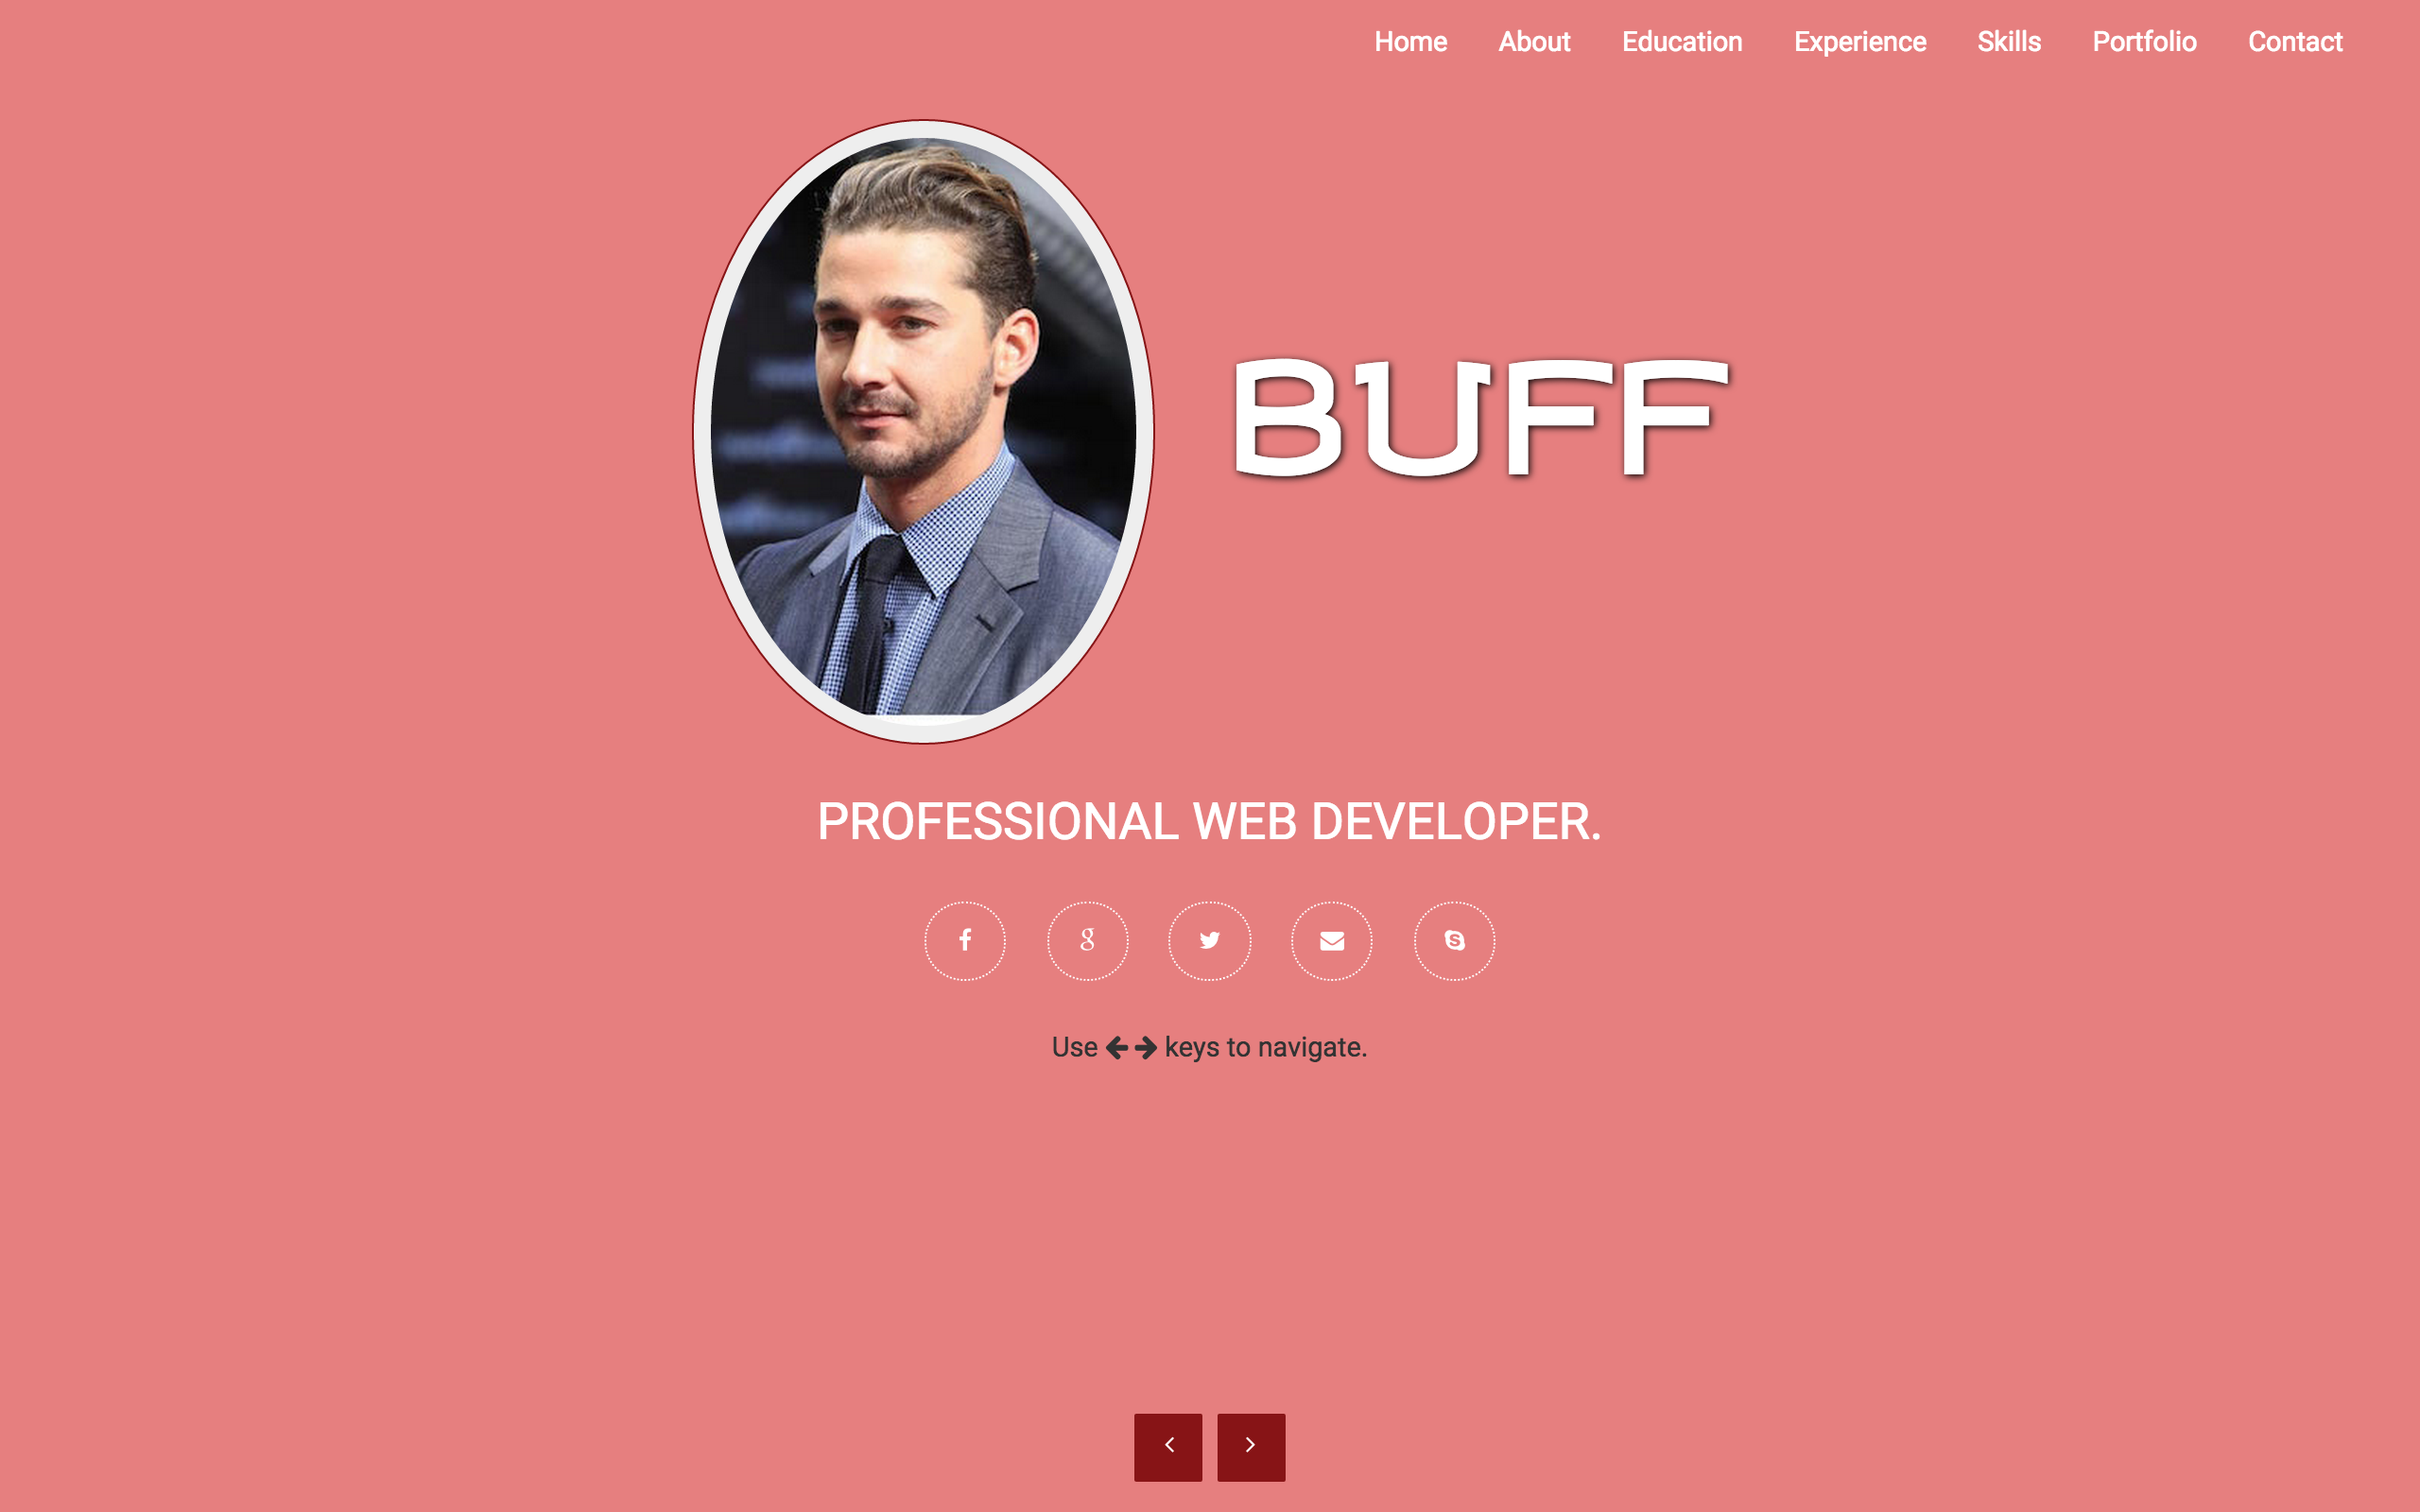 Home About Education Experience Skills Portfolio Contact
BUFF
PROFESSIONAL WEB DEVELOPER.
Use keys to navigate.